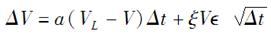 ΔV = a ( V_L − V ) Δt + ξVϵ √Δt